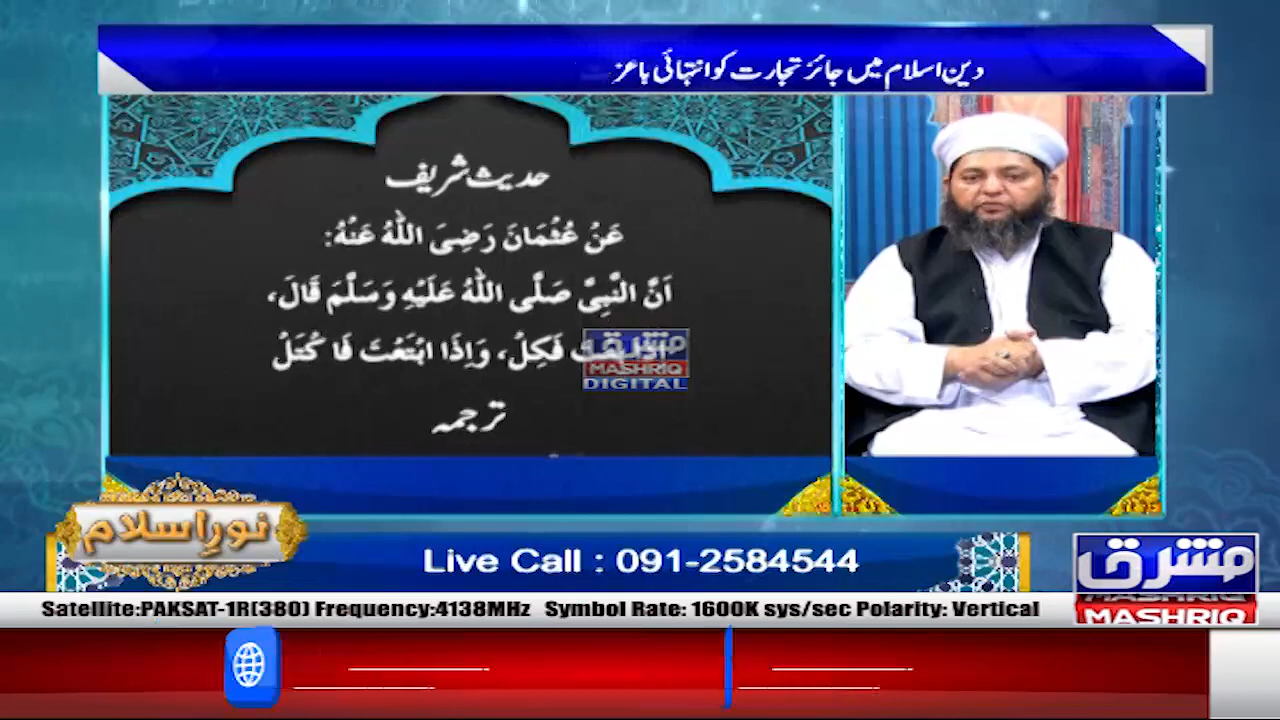 دین اسلام میں جائز تجارت کو انتہائی باعز
حدیث شریف
عَنْ عُثْمَانَ رَضِیَ اللّٰہُ عَنْہُ:
اَنَّ النَّبِیَّ صَلَّی اللّٰہُ عَلَیْہِ وَسَلَّمَ قَالَ،
فَکِلُ، وَاِذَا ابْتَعْتَ فَا کْتَلْ
ترجمہ
مشرق
MASHRIQ
DIGITAL
نورِاسلام
Live Call : 091-2584544
مشرق
MASHRIQ
Satellite:PAKSAT-1R(380) Frequency:4138MHz Symbol Rate: 1600K sys/sec Polarity: Vertical